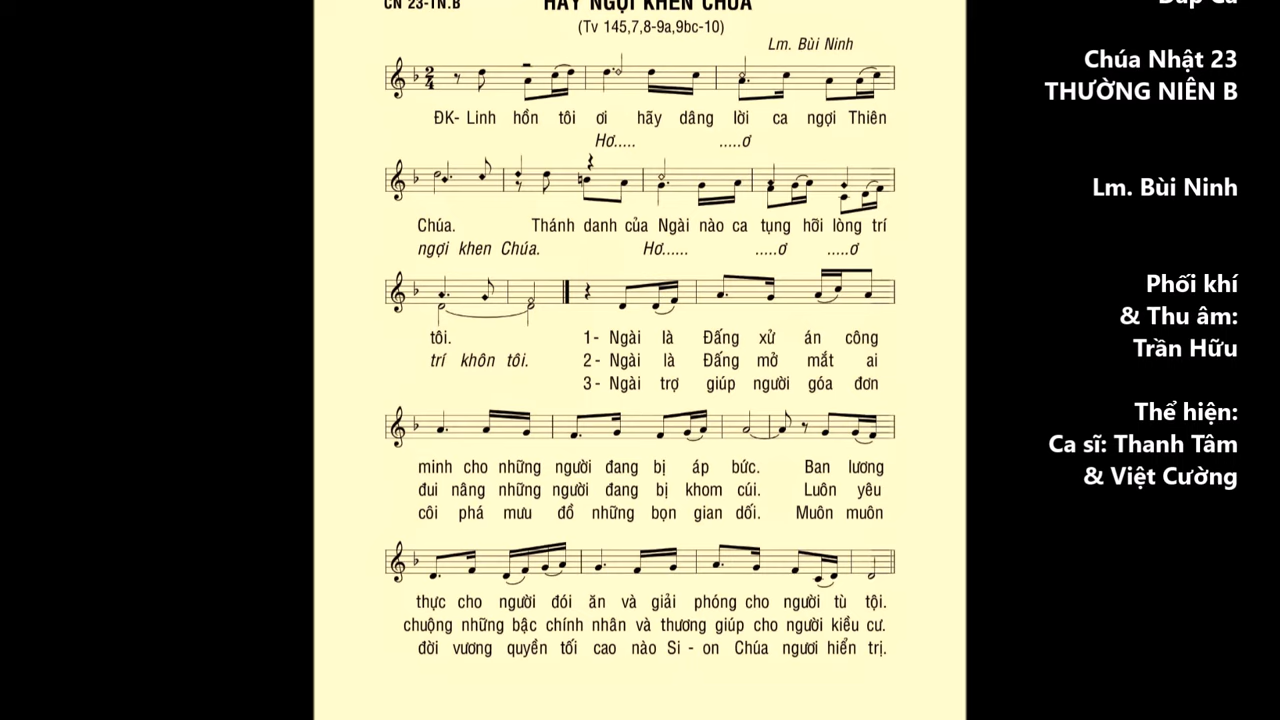 CN 23-TN.B
HÃY NGỢI KHEN CHÚA
(Tv 145,7,8-9a,9bc-10)
Lm. Bùi Ninh
ĐK- Linh hồn tôi ơi hãy dâng lời ca ngợi Thiên
Hơ..... .....ơ
Chúa. Thánh danh của Ngài nào ca tụng hỡi lòng trí
ngợi khen Chúa. Hơ...... .....ơ .....ơ
tôi. 1- Ngài là Đấng xử án công
trí khôn tôi. 2- Ngài là Đấng mở mắt ai
3- Ngài trợ giúp người góa đơn
minh cho những người đang bị áp bức. Ban lương
đui nâng những người đang bị khom cúi. Luôn yêu
côi phá mưu đồ những bọn gian dối. Muôn muôn
thực cho người đói ăn và giải phóng cho người tù tội.
chuộng những bậc chính nhân và thương giúp cho người kiều cư.
đời vương quyền tối cao nào Si - on Chúa ngươi hiển trị.
Đáp Ca
Chúa Nhật 23
THƯỜNG NIÊN B
Lm. Bùi Ninh
Phối khí
& Thu âm:
Trần Hữu
Thể hiện:
Ca sĩ: Thanh Tâm
& Việt Cường